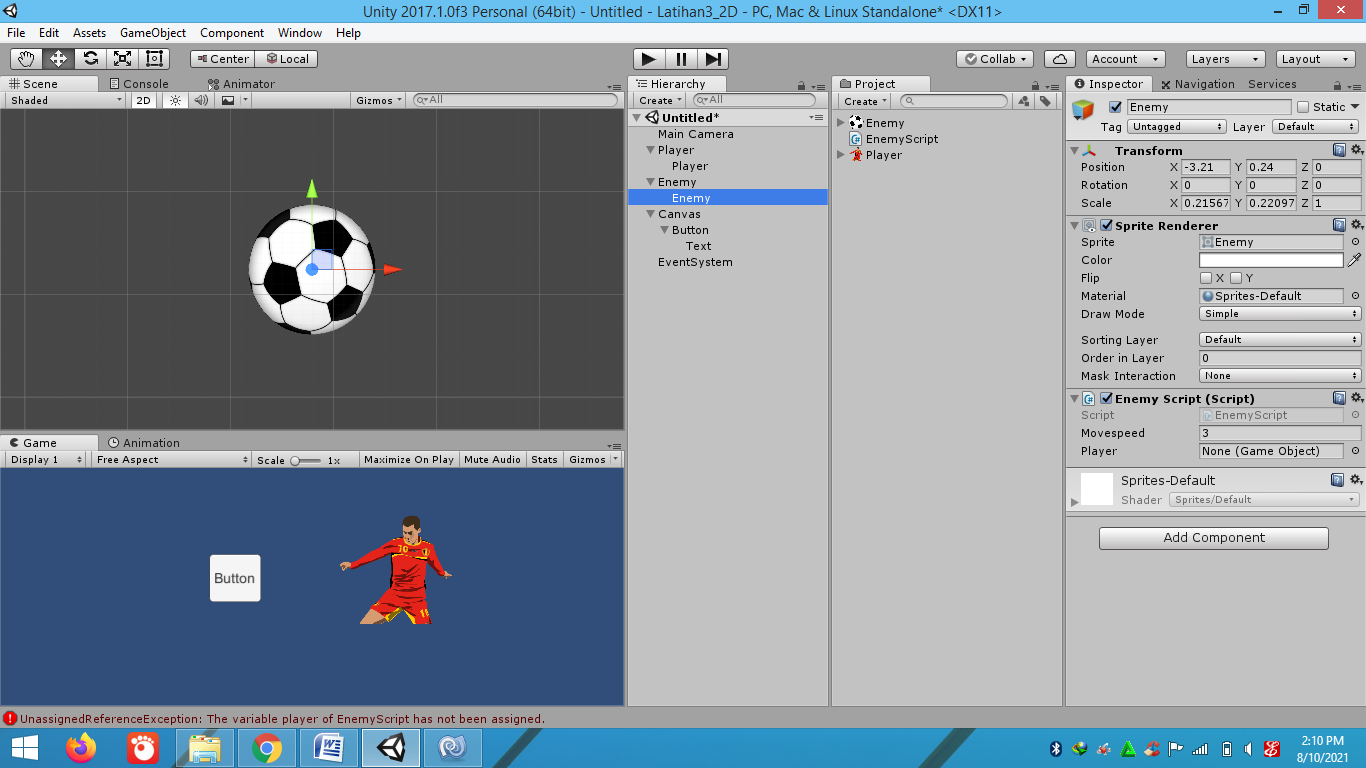 Unity 2017.1.0f3 Personal (64bit) - Untitled - Latihan3_2D - PC, Mac & Linux Standalone* <DX11>
File Edit Assets GameObject Component Window Help
Center Local Collab Account Layers Layout
Scene Console Animator
Shaded 2D Gizmos All
Hierarchy
Create All
Untitled*
Main Camera
Player
Player
Enemy
Enemy
Canvas
Button
Text
EventSystem
Project
Create
Enemy
EnemyScript
Player
Inspector Navigation Services
Enemy Static
Tag Untagged Layer Default
Transform
Position X -3.21 Y 0.24 Z 0
Rotation X 0 Y 0 Z 0
Scale X 0.21567 Y 0.22097 Z 1
Sprite Renderer
Sprite Enemy
Color
Flip X Y
Material Sprites-Default
Draw Mode Simple
Sorting Layer Default
Order in Layer 0
Mask Interaction None
Enemy Script (Script)
Script EnemyScript
Movespeed 3
Player None (Game Object)
Sprites-Default
Shader Sprites/Default
Add Component
Game Animation
Display 1 Free Aspect Scale 1x Maximize On Play Mute Audio Stats Gizmos
Button
10
UnassignedReferenceException: The variable player of EnemyScript has not been assigned.
2:10 PM
8/10/2021